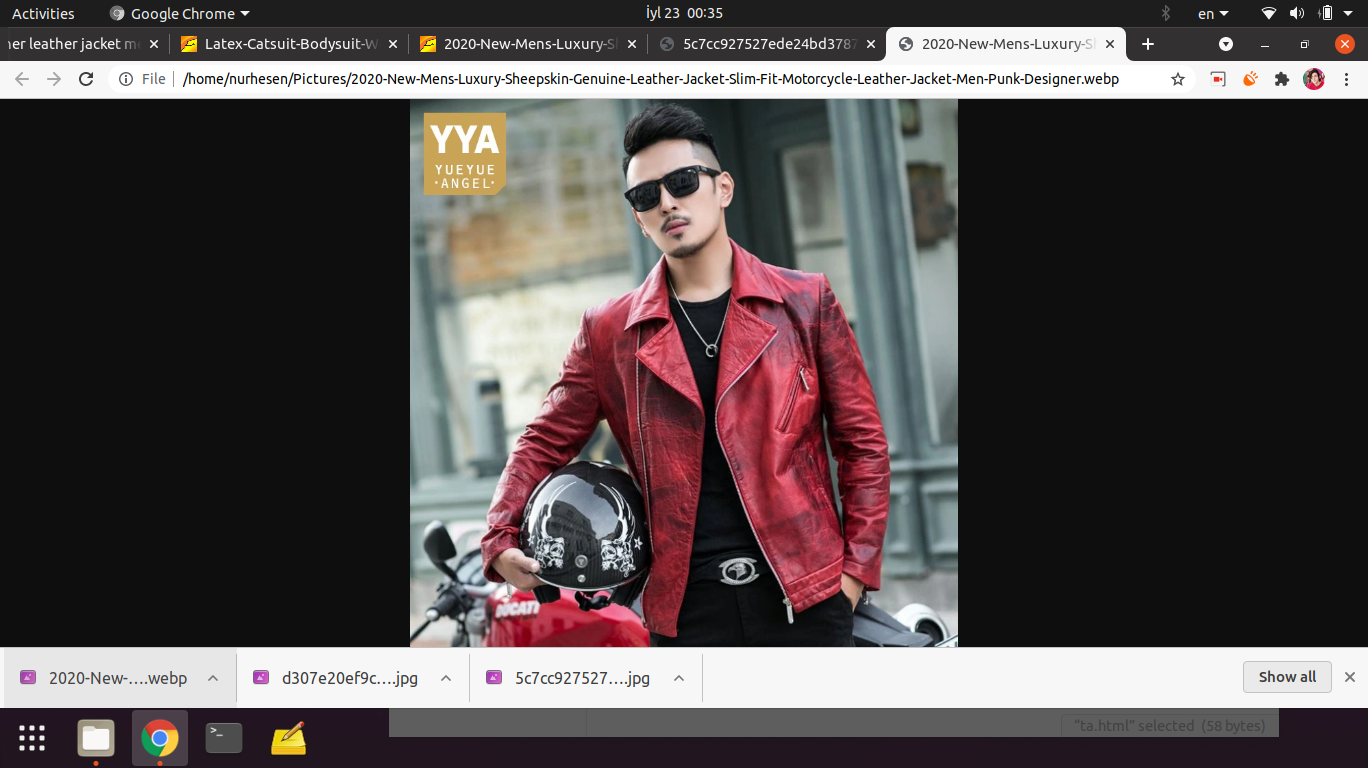 Activities
Google Chrome
İyl 23 00:35
en
her leather jacket m
Latex-Catsuit-Bodysuit-W
2020-New-Mens-Luxury-S
5c7cc927527ede24bd3787
2020-New-Mens-Luxury-S
File
/home/nurhesen/Pictures/2020-New-Mens-Luxury-Sheepskin-Genuine-Leather-Jacket-Slim-Fit-Motorcycle-Leather-Jacket-Men-Punk-Designer.webp
YYA
YUEYUE
·ANGEL·
DUCATI
2020-New-....webp
d307e20ef9c....jpg
5c7cc927527....jpg
Show all
"ta.html" selected (58 bytes)